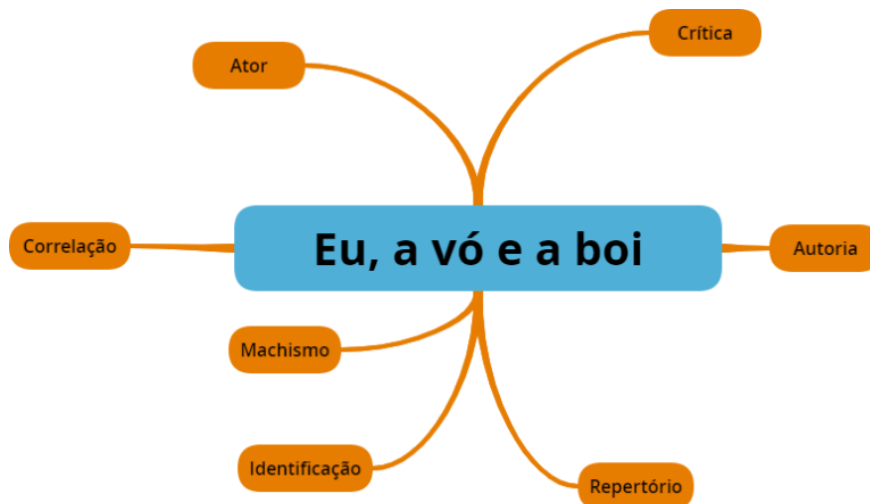 Crítica
Ator
Eu, a vó e a boi
Correlação
Autoria
Machismo
Identificação
Repertório